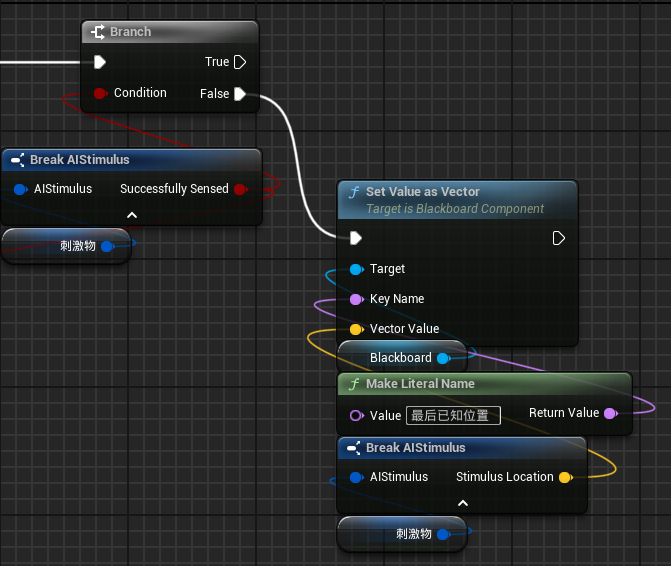 Branch
True
Condition
False
Break AIStimulus
AIStimulus
Successfully Sensed
刺激物
Set Value as Vector
Target is Blackboard Component
Target
Key Name
Vector Value
Blackboard
Make Literal Name
Value
最后已知位置
Return Value
Break AIStimulus
AIStimulus
Stimulus Location
刺激物